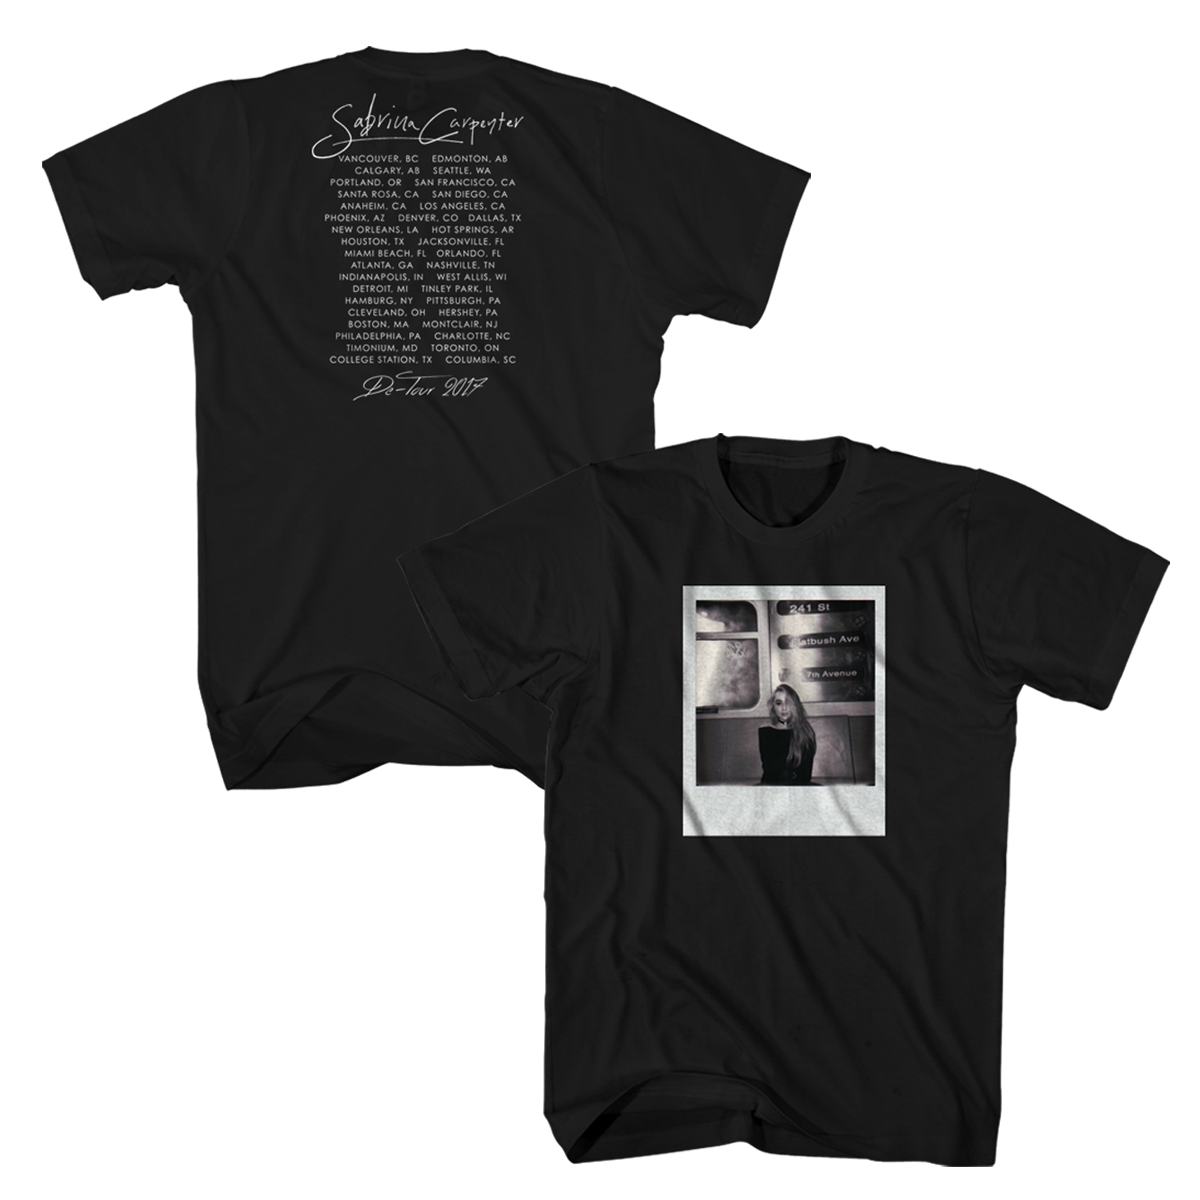 Sabrina Carpenter
VANCOUVER, BC EDMONTON, AB
CALGARY, AB SEATTLE, WA
PORTLAND, OR SAN FRANCISCO, CA
SANTA ROSA, CA SAN DIEGO, CA
ANAHEIM, CA LOS ANGELES, CA
PHOENIX, AZ DENVER, CO DALLAS, TX
NEW ORLEANS, LA HOT SPRINGS, AR
HOUSTON, TX JACKSONVILLE, FL
MIAMI BEACH, FL ORLANDO, FL
ATLANTA, GA NASHVILLE, TN
INDIANAPOLIS, IN WEST ALLIS, WI
DETROIT, MI TINLEY PARK, IL
HAMBURG, NY PITTSBURGH, PA
CLEVELAND, OH HERSHEY, PA
BOSTON, MA MONTCLAIR, NJ
PHILADELPHIA, PA CHARLOTTE, NC
TIMONIUM, MD TORONTO, ON
COLLEGE STATION, TX COLUMBIA, SC
De-Tour 2017
241 St
Flatbush Ave
7th Avenue